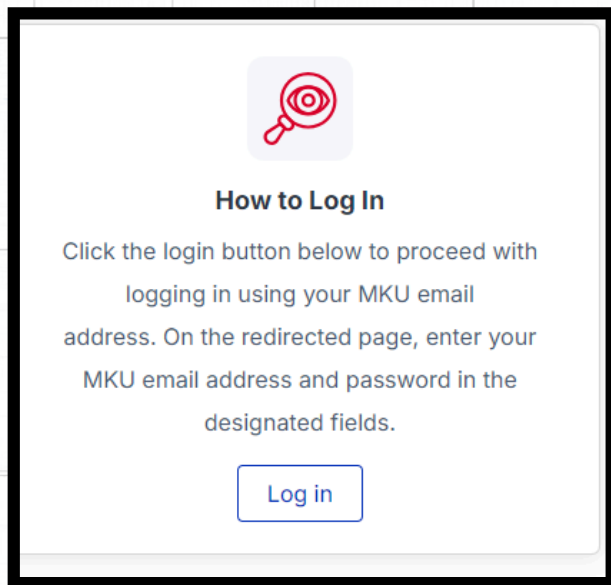 How to Log In
Click the login button below to proceed with
logging in using your MKU email
address. On the redirected page, enter your
MKU email address and password in the
designated fields.
Log in